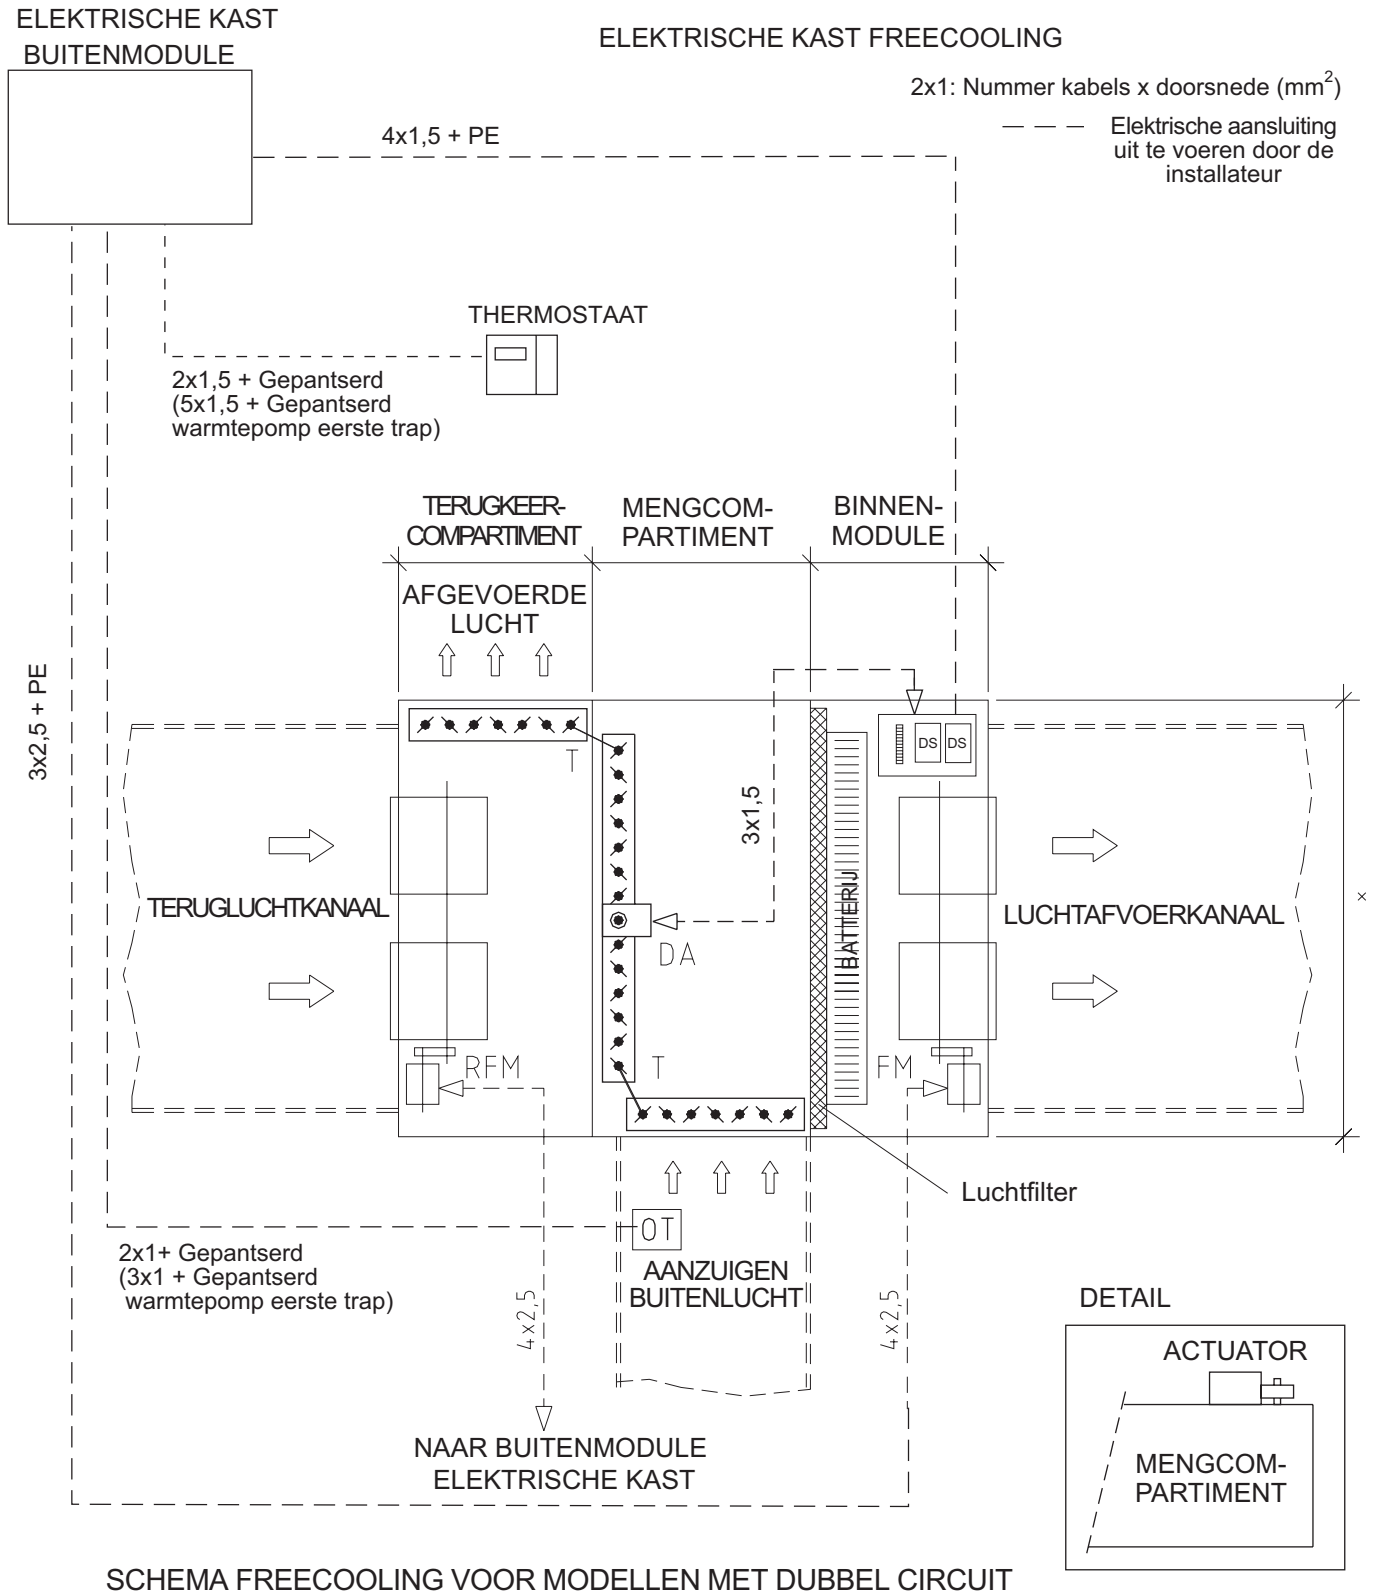 ELEKTRISCHE KAST
BUITENMODULE
ELEKTRISCHE KAST FREECOOLING
2x1: Nummer kabels x doorsnede (mm²)
Elektrische aansluiting
uit te voeren door de
installateur
4x1,5 + PE
THERMOSTAAT
2x1,5 + Gepantserd
(5x1,5 + Gepantserd
warmtepomp eerste trap)
TERUGKEER-
COMPARTIMENT
MENGCOM-
PARTIMENT
BINNEN-
MODULE
AFGEVOERDE
LUCHT
3x2,5 + PE
T
DS DS
3x1,5
TERUGLUCHTKANAAL
BATTERIJ
LUCHTAFVOERKANAAL
x
DA
RFM
T
FM
Luchtfilter
OT
2x1+ Gepantserd
(3x1 + Gepantserd
warmtepomp eerste trap)
AANZUIGEN
BUITENLUCHT
4x2,5
4x2,5
DETAIL
ACTUATOR
MENGCOM-
PARTIMENT
NAAR BUITENMODULE
ELEKTRISCHE KAST
SCHEMA FREECOOLING VOOR MODELLEN MET DUBBEL CIRCUIT